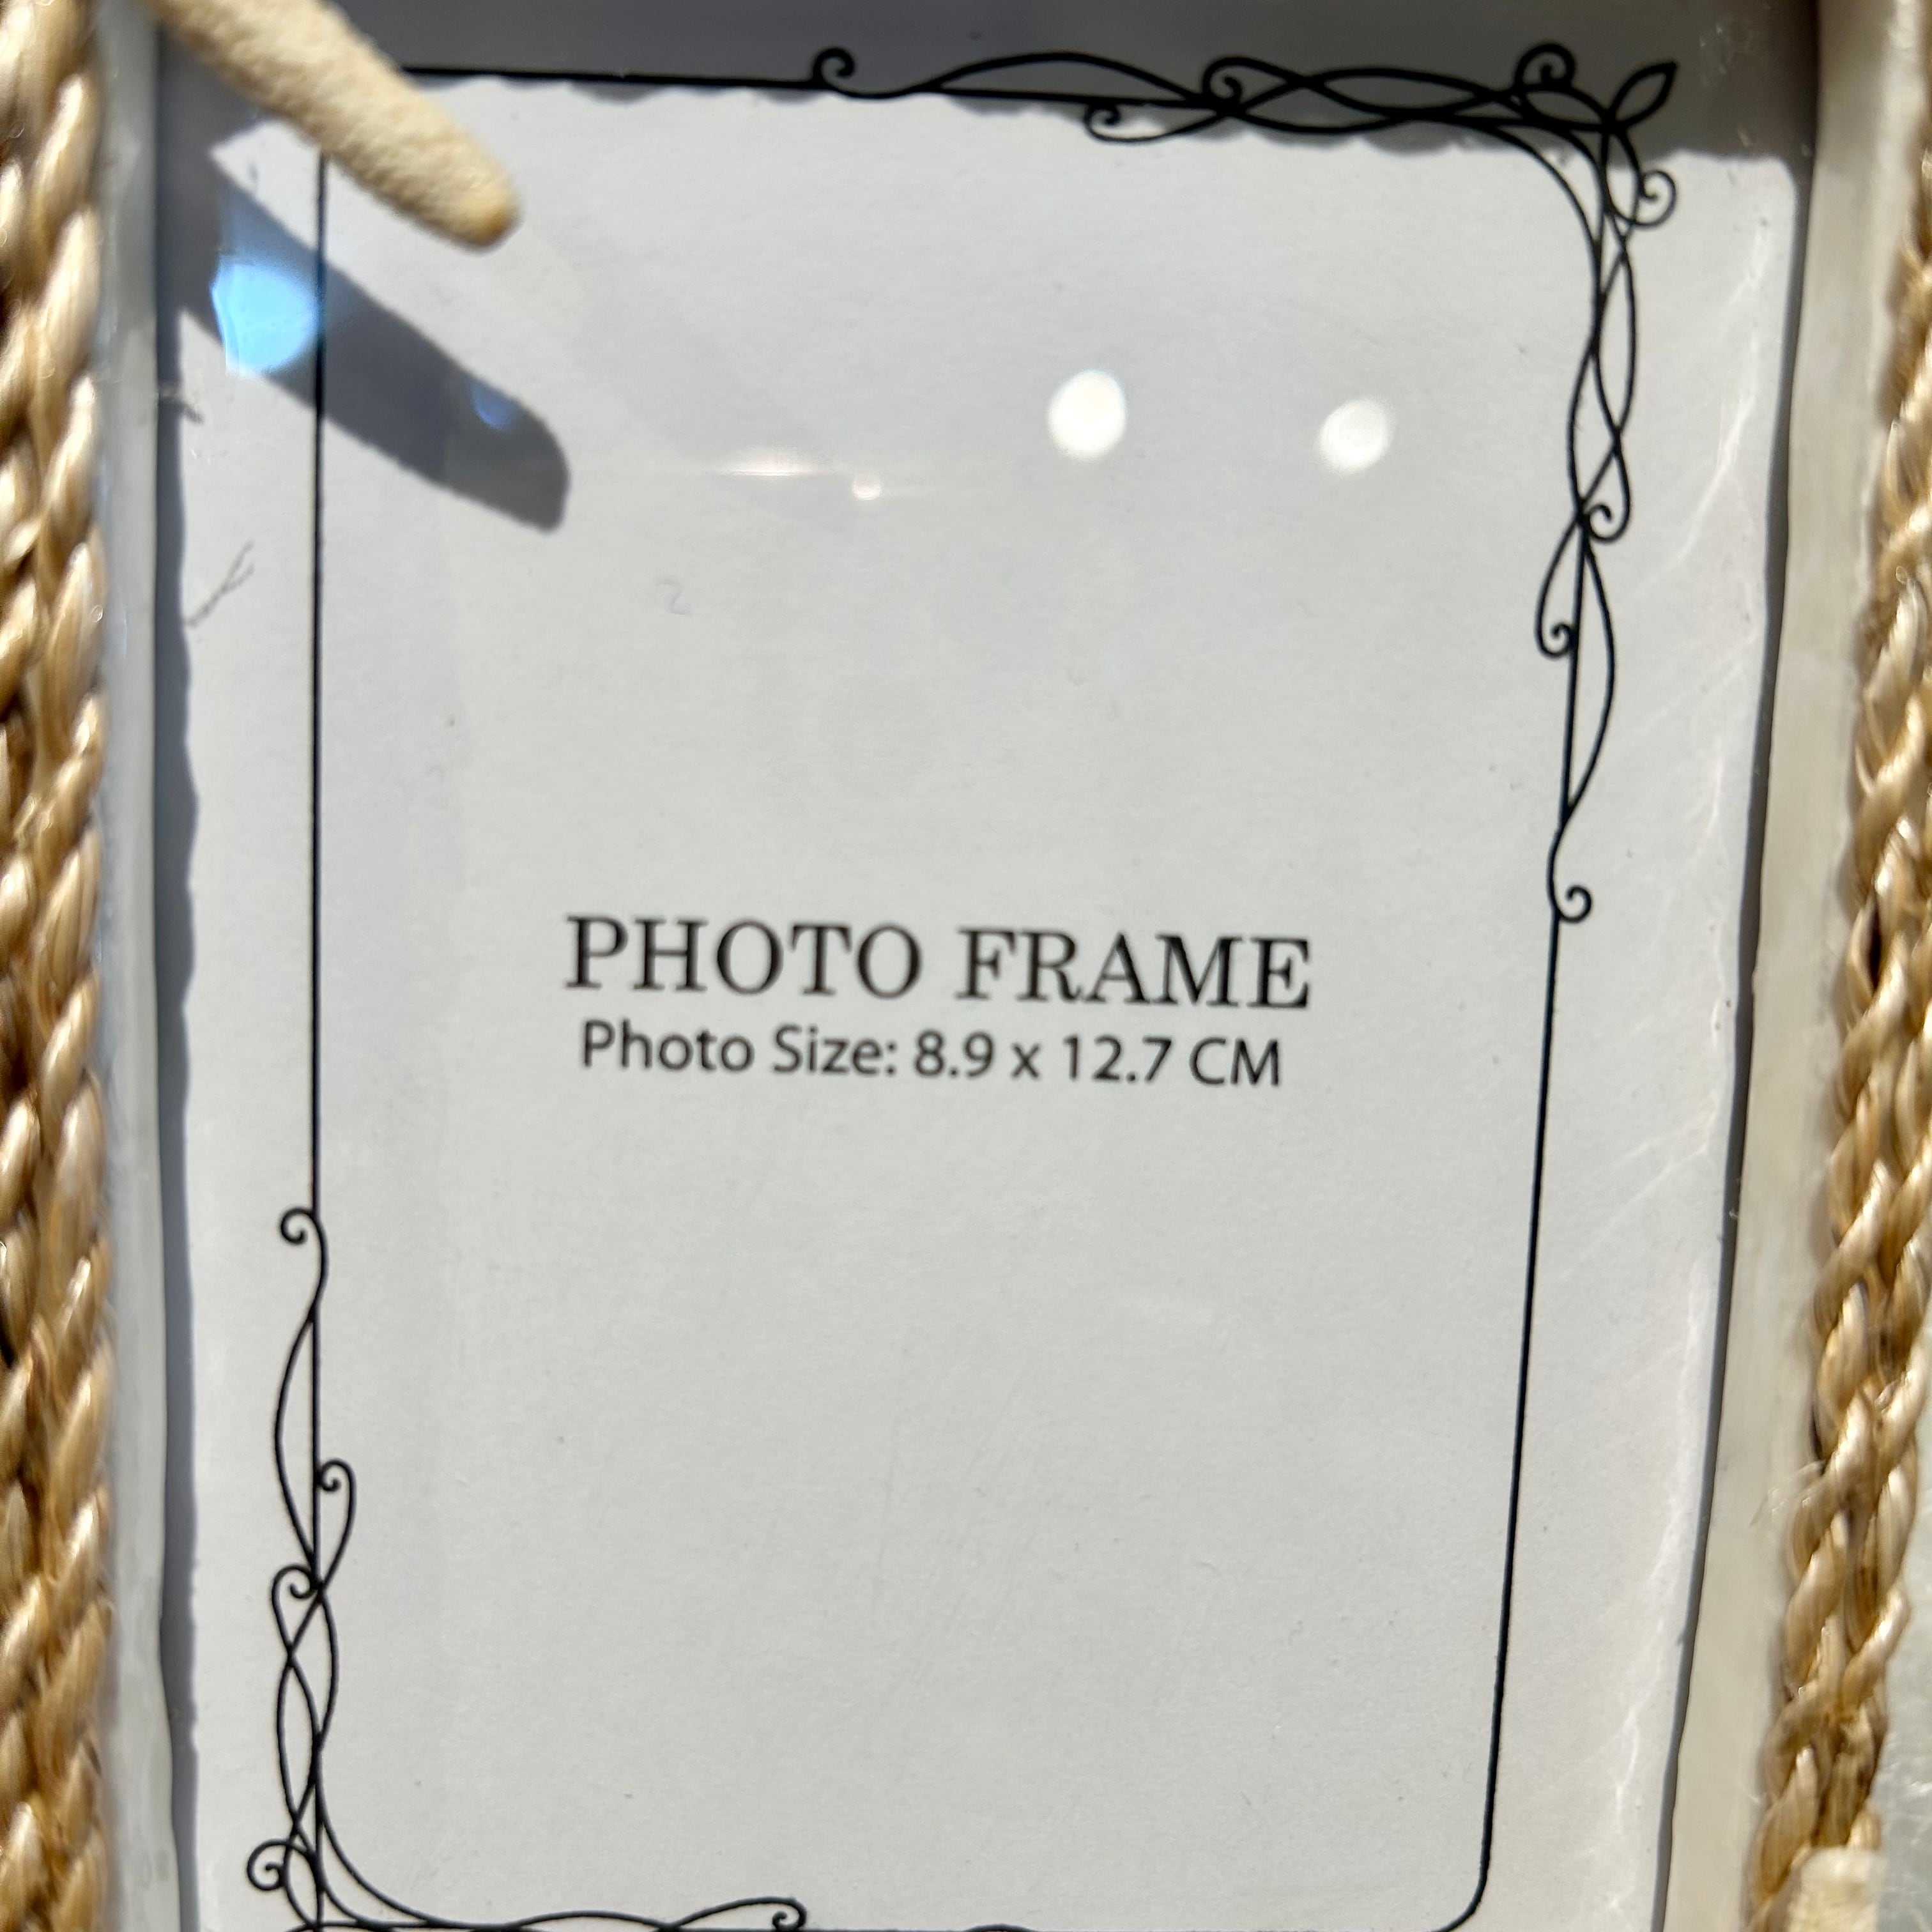 PHOTO FRAME
Photo Size: 8.9 x 12.7 CM